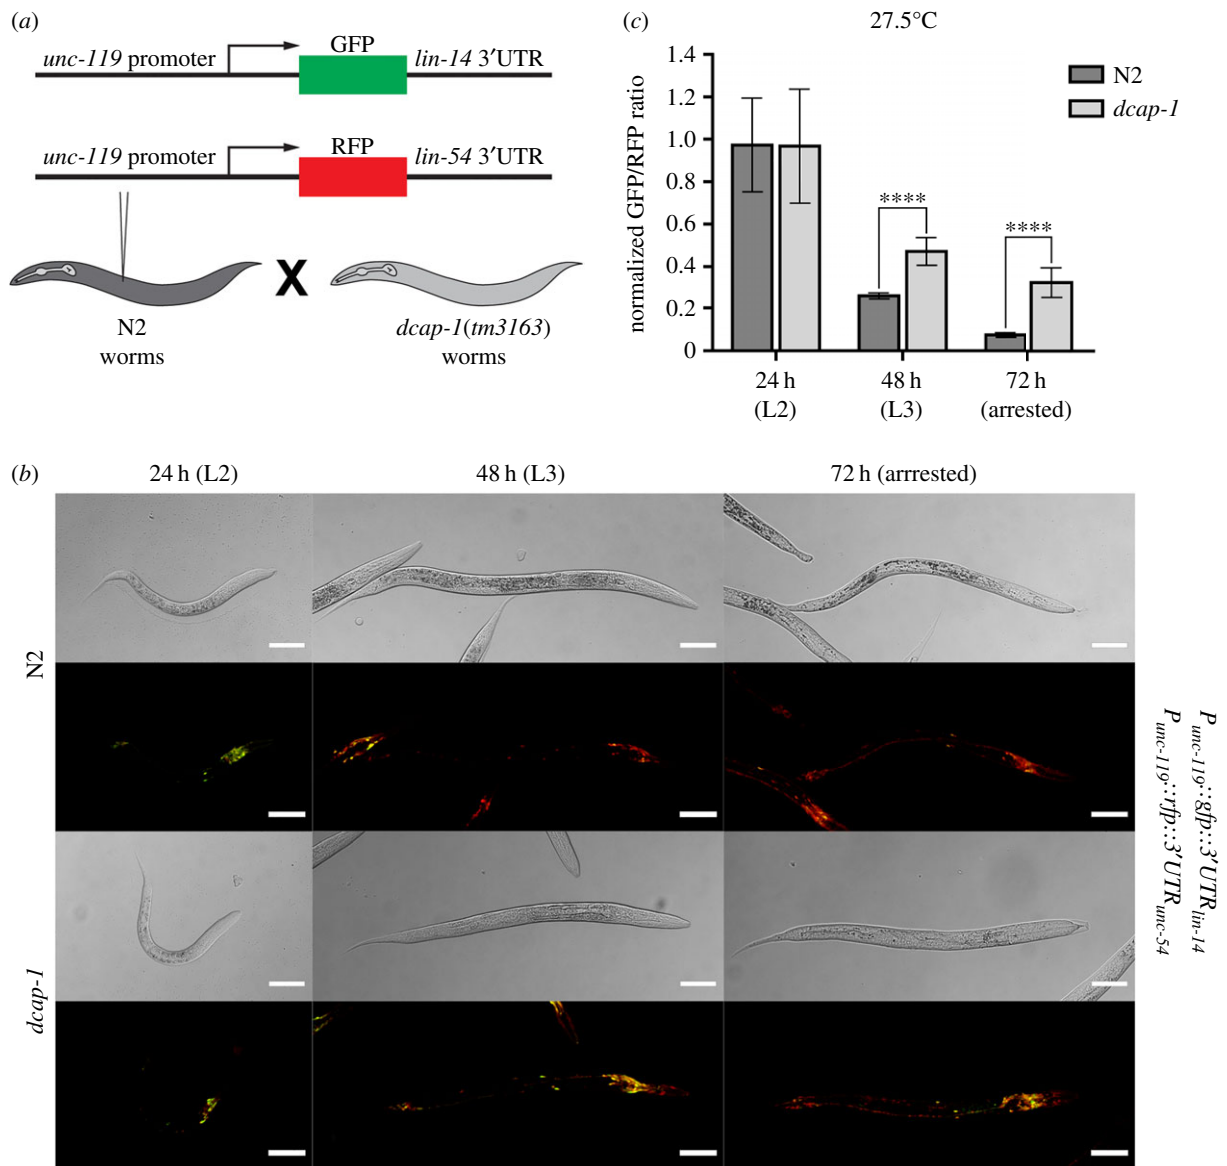 (a)
unc-119 promoter GFP lin-14 3′UTR
unc-119 promoter RFP lin-54 3′UTR
X
N2
worms
dcap-1(tm3163)
worms
(c) 27.5°C
N2
dcap-1
normalized GFP/RFP ratio
1.4
1.2
1.0
0.8
0.6
0.4
0.2
0
****
****
24 h
(L2)
48 h
(L3)
72 h
(arrested)
(b) 24 h (L2) 48 h (L3) 72 h (arrrested)
N2
dcap-1
Punc-119::gfp::3′UTRlin-14
Punc-119::rfp::3′UTRunc-54